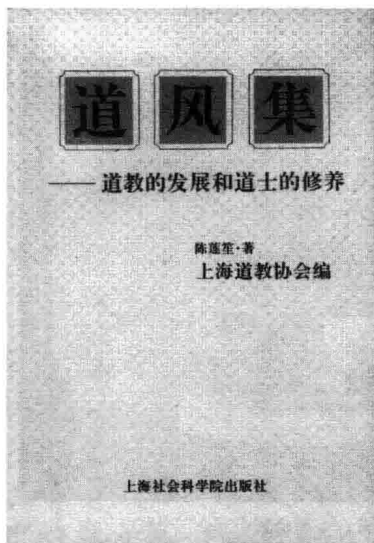 道风集
——道教的发展和道士的修养
陈莲笙·著
上海道教协会编
上海社会科学院出版社